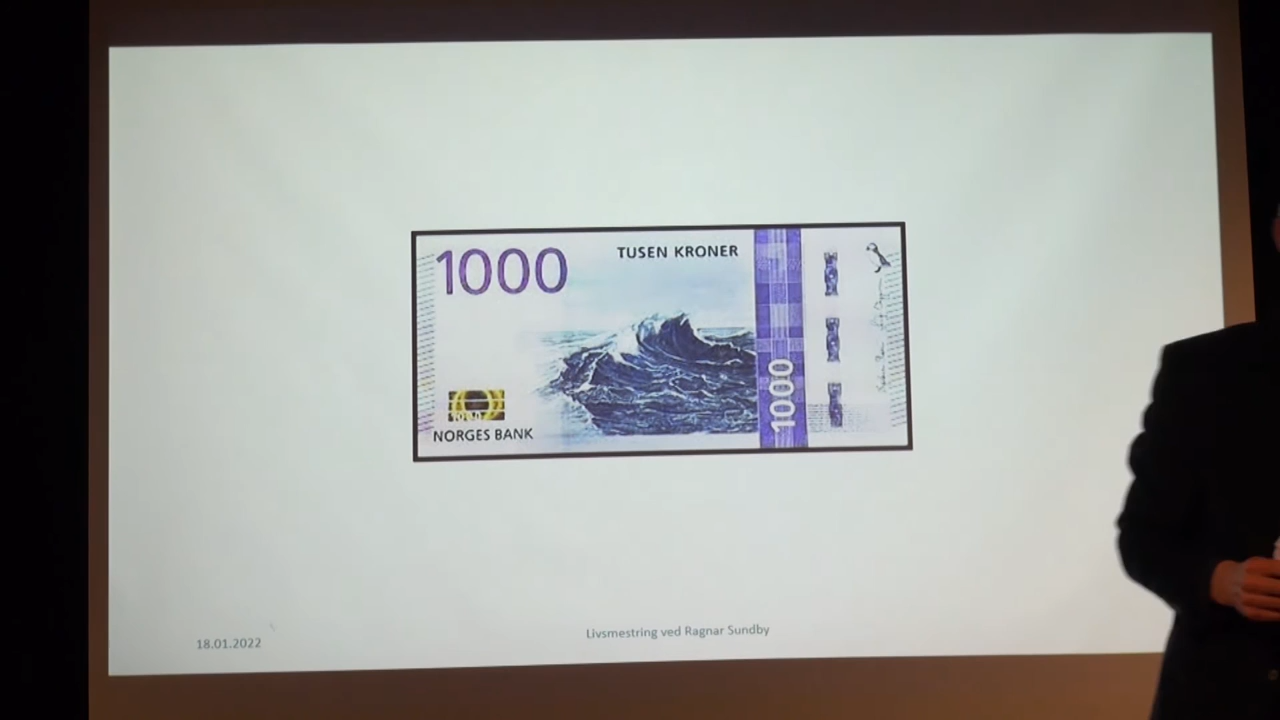 1000
TUSEN KRONER
1000
NORGES BANK
18.01.2022
Livsmestring ved Ragnar Sundby